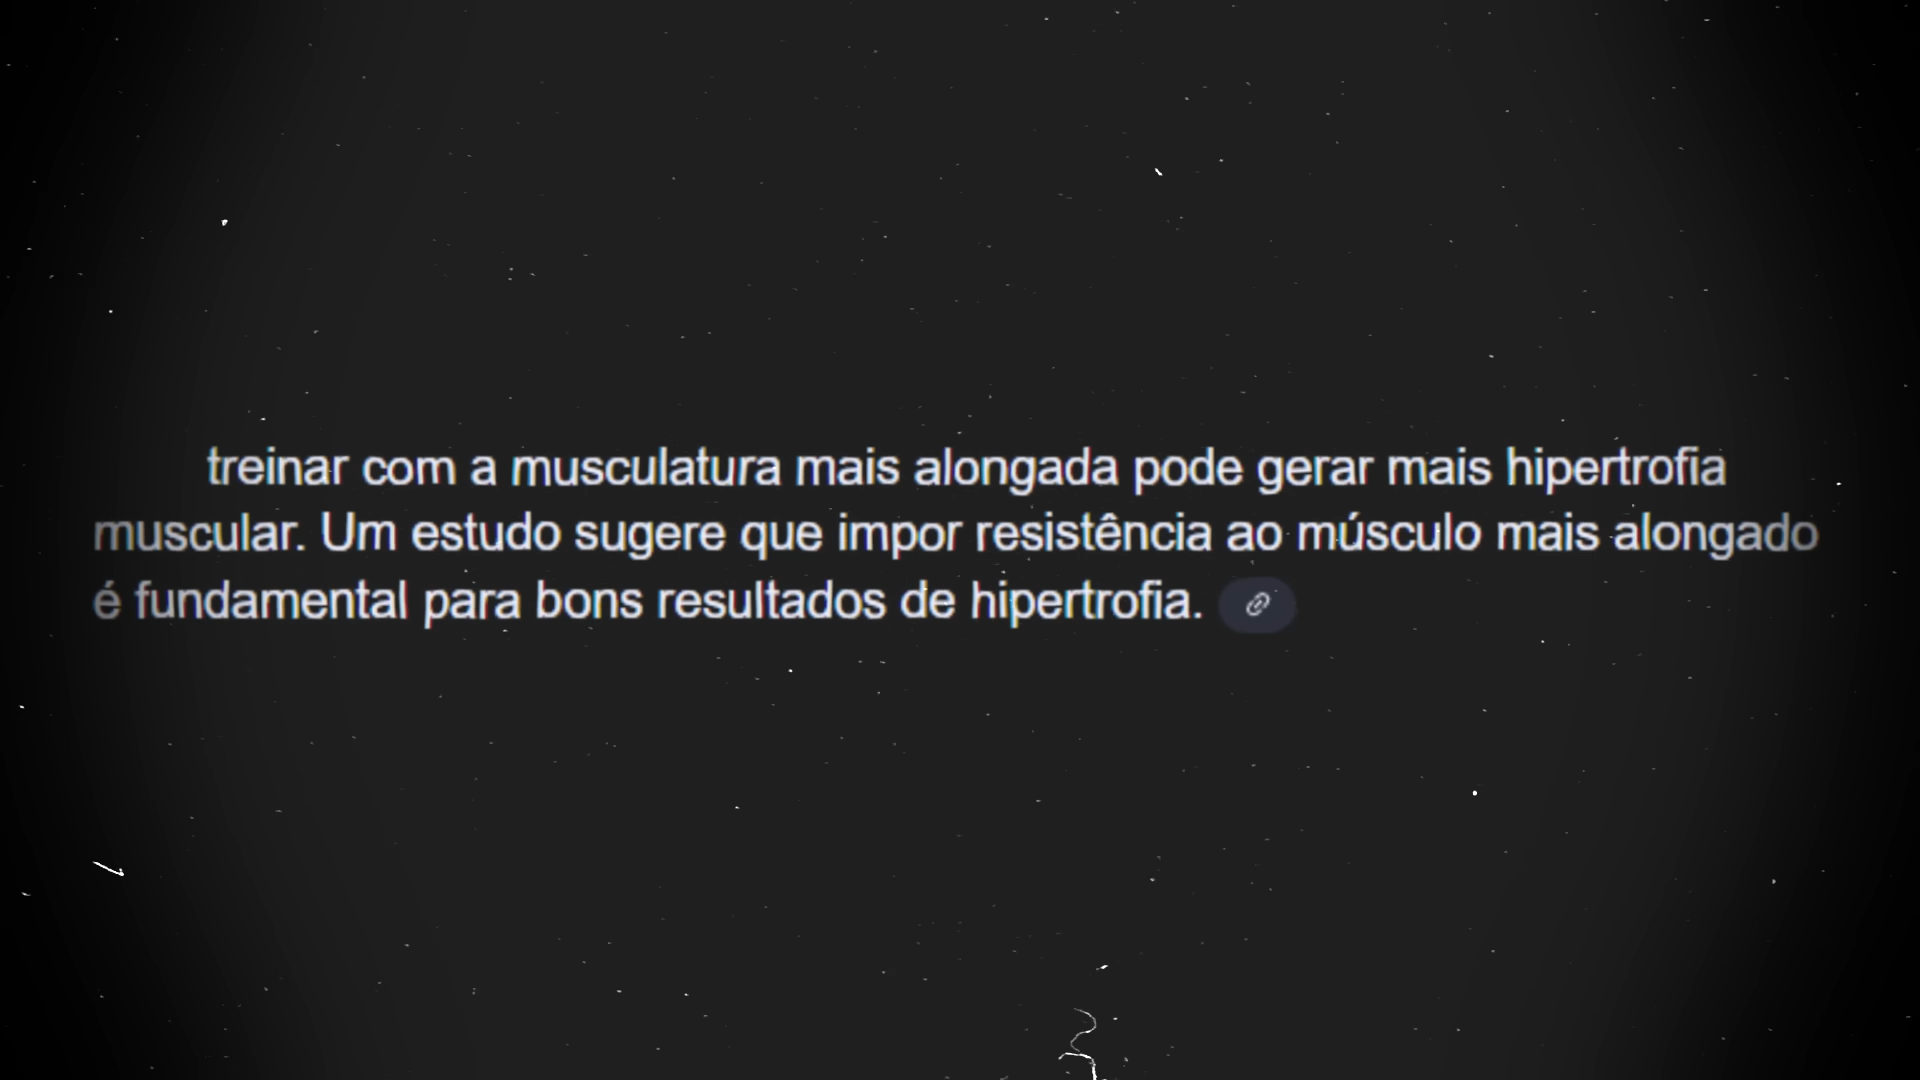 treinar com a musculatura mais alongada pode gerar mais hipertrofia
muscular. Um estudo sugere que impor resistência ao músculo mais alongado
é fundamental para bons resultados de hipertrofia.